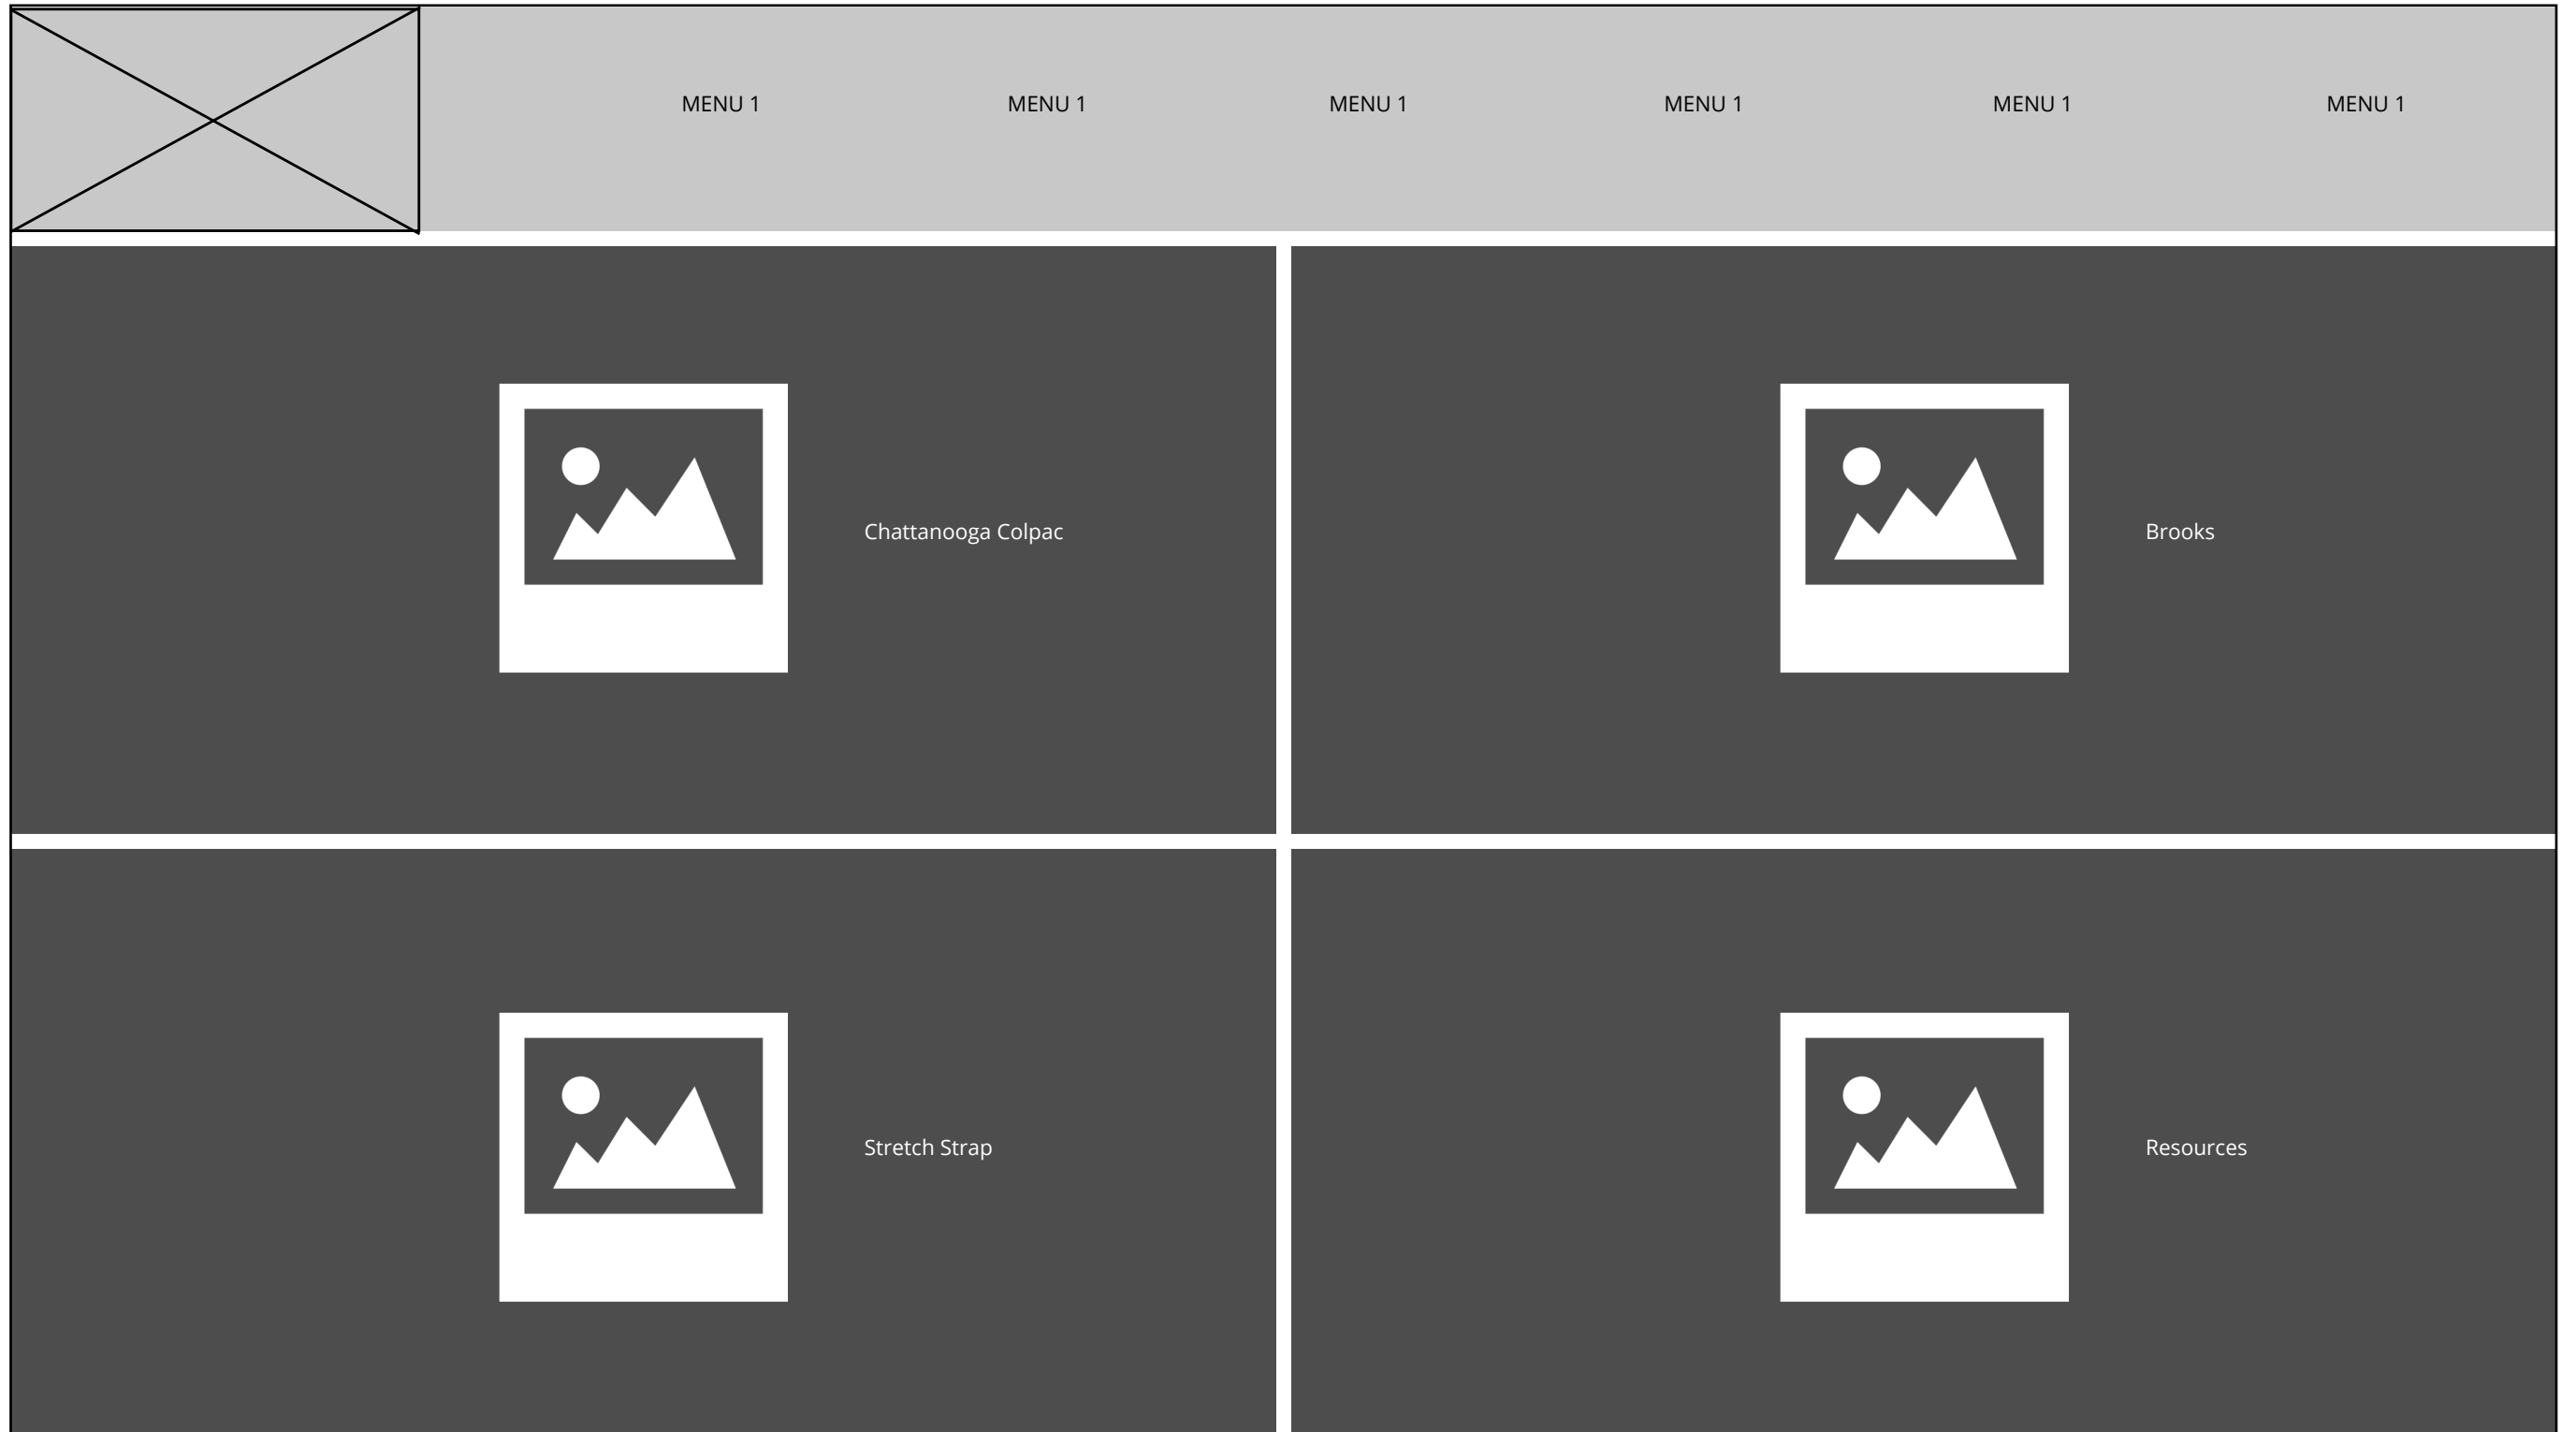 MENU 1 MENU 1 MENU 1 MENU 1 MENU 1 MENU 1
Chattanooga Colpac
Brooks
Stretch Strap
Resources